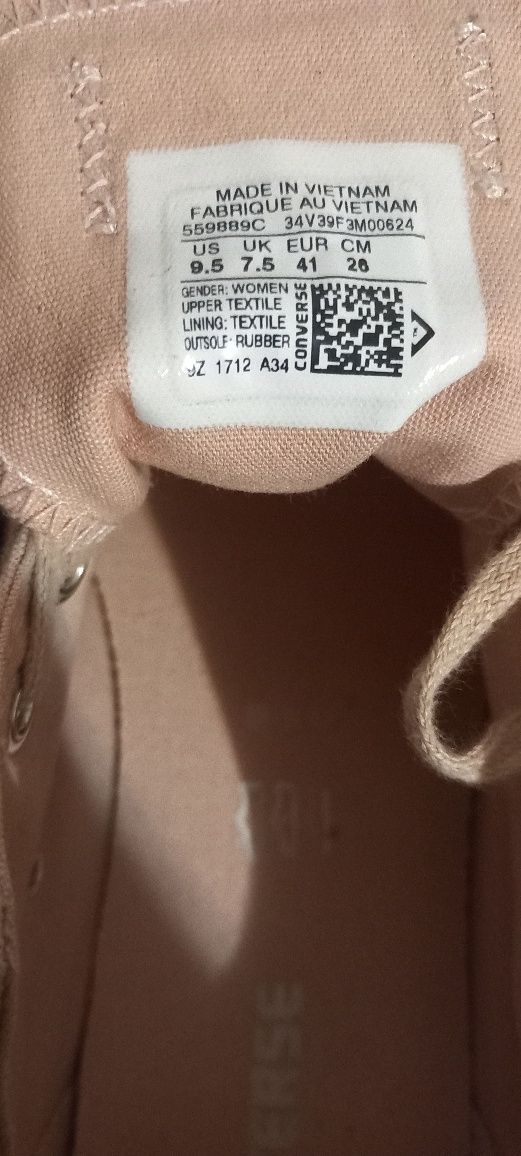 MADE IN VIETNAM
FABRIQUE AU VIETNAM
559889C 34V39F3M00624
US UK EUR CM
9.5 7.5 41 26
GENDER: WOMEN
UPPER TEXTILE
LINING: TEXTILE
OUTSOLE: RUBBER
9Z 1712 A34
CONVERSE
ERSE